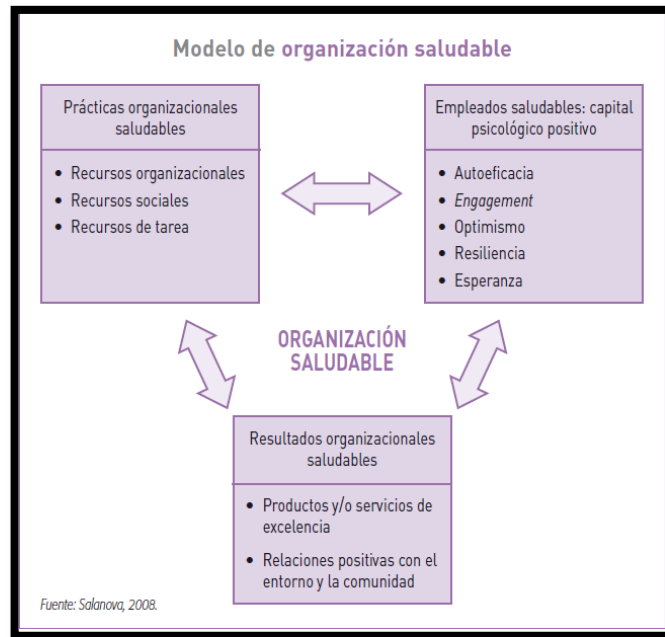 Modelo de organización saludable
Prácticas organizacionales
saludables
• Recursos organizacionales
• Recursos sociales
• Recursos de tarea
Empleados saludables: capital
psicológico positivo
• Autoeficacia
• Engagement
• Optimismo
• Resiliencia
• Esperanza
ORGANIZACIÓN
SALUDABLE
Resultados organizacionales
saludables
• Productos y/o servicios de
excelencia
• Relaciones positivas con el
entorno y la comunidad
Fuente: Salanova, 2008.